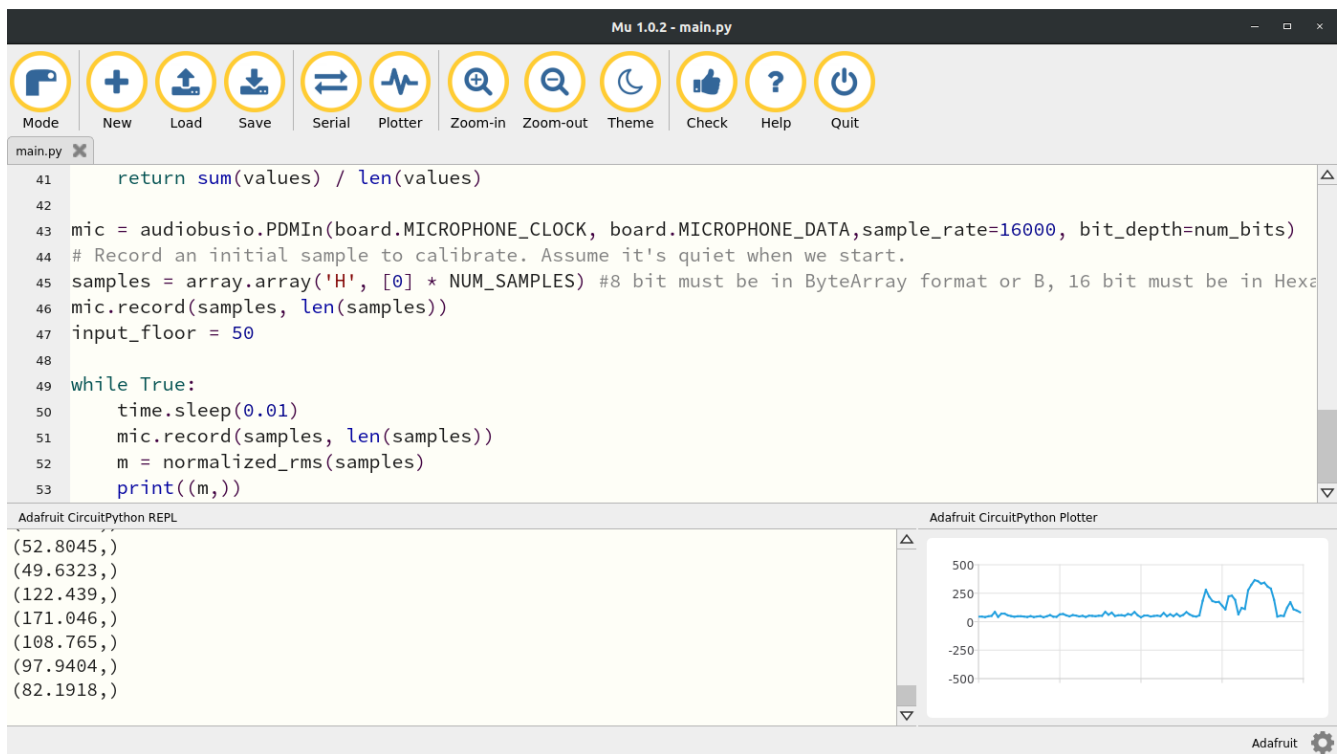 Mu 1.0.2 - main.py
Mode New Load Save Serial Plotter Zoom-in Zoom-out Theme Check Help Quit
main.py
41 return sum(values) / len(values)
42
43 mic = audiobusio.PDMIn(board.MICROPHONE_CLOCK, board.MICROPHONE_DATA,sample_rate=16000, bit_depth=num_bits)
44 # Record an initial sample to calibrate. Assume it's quiet when we start.
45 samples = array.array('H', [0] * NUM_SAMPLES) #8 bit must be in ByteArray format or B, 16 bit must be in Hexa
46 mic.record(samples, len(samples))
47 input_floor = 50
48
49 while True:
50 time.sleep(0.01)
51 mic.record(samples, len(samples))
52 m = normalized_rms(samples)
53 print((m,))
Adafruit CircuitPython REPL
(52.8045,)
(49.6323,)
(122.439,)
(171.046,)
(108.765,)
(97.9404,)
(82.1918,)
Adafruit CircuitPython Plotter
500
250
0
-250
-500
Adafruit